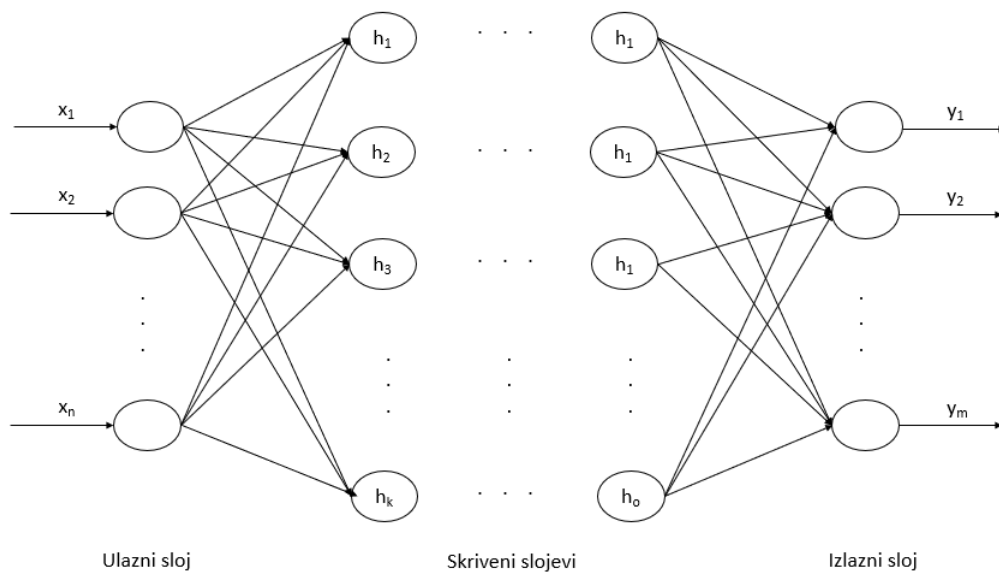 h₁ . . . h₁
x₁ y₁
h₂ . . . h₁
x₂ y₂
h₃ . . . h₁
xₙ yₘ
hₖ . . . hₒ
Ulazni sloj Skriveni slojevi Izlazni sloj